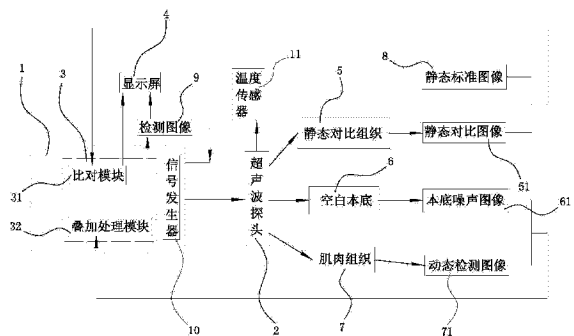 4
11
显示屏
8
静态标准图像
1
3
9
温度传感器
5
检测图像
静态对比组织
静态对比图像
31
比对模块
信号发生器
超声波探头
6
51
空白本底
本底噪声图像
61
32
叠加处理模块
肌肉组织
动态检测图像
10
2
7
71